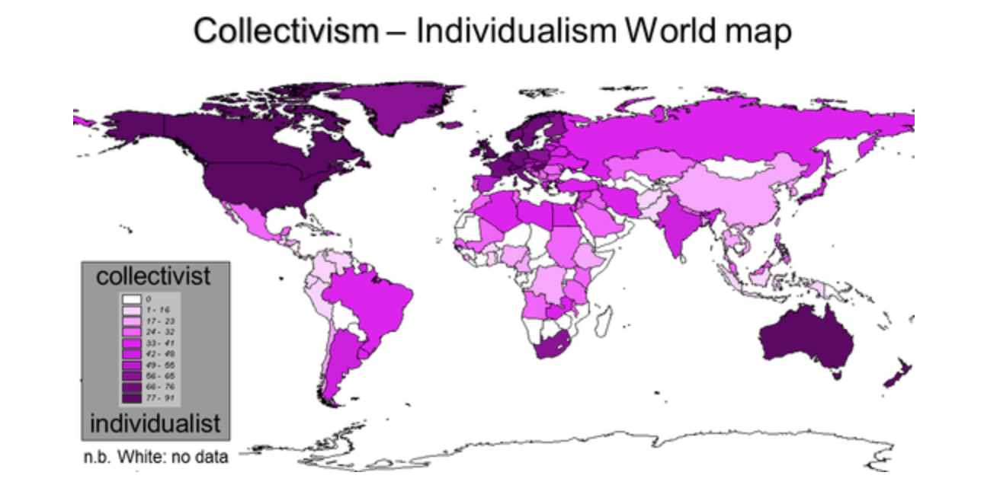 Collectivism – Individualism World map
collectivist
0
1 - 16
17 - 23
24 - 32
33 - 41
42 - 48
49 - 55
56 - 65
66 - 76
77 - 91
individualist
n.b. White: no data